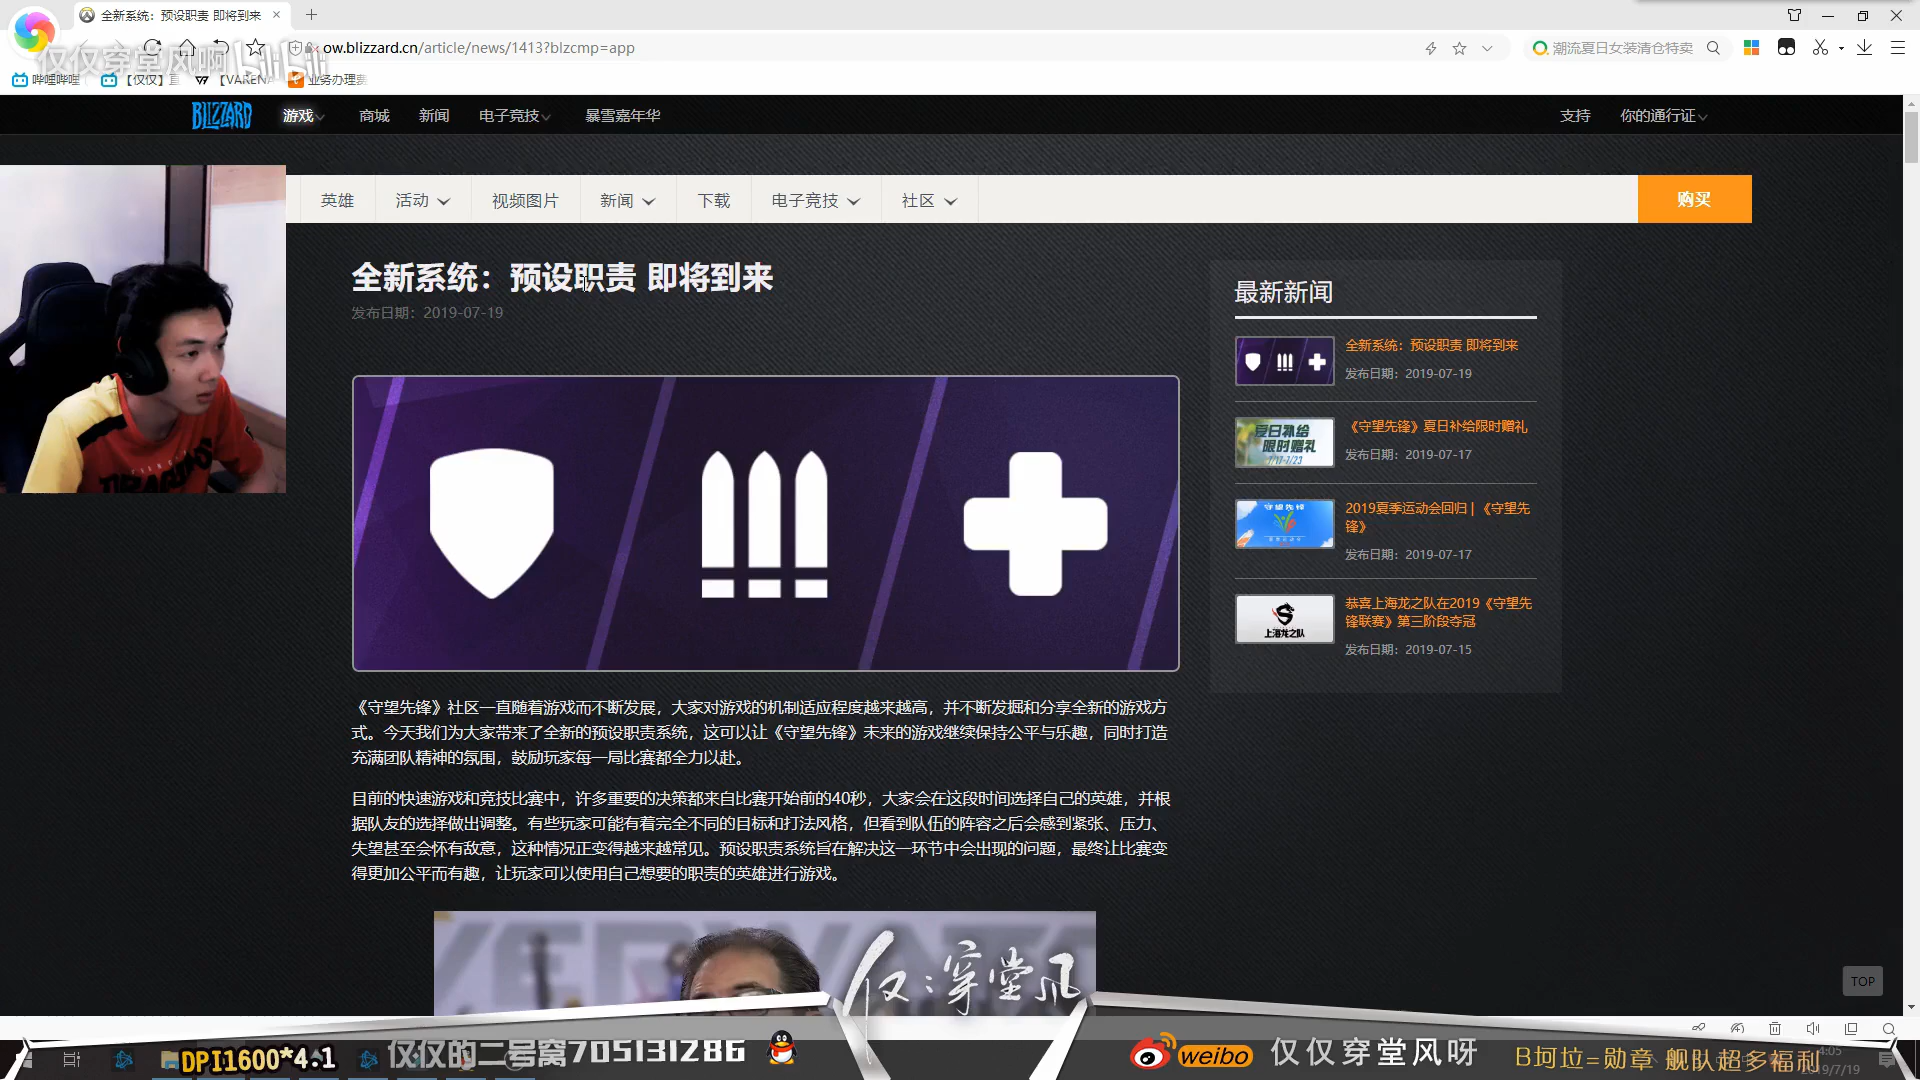 全新系统：预设职责 即将到来
ow.blizzard.cn/article/news/1413?blzcmp=app
潮流夏日女装清仓特卖
仅仅穿堂风啊
bilibili
哔哩哔哩
【仅仅】
业务办理
BLIZZARD
游戏
商城
新闻
电子竞技
暴雪嘉年华
支持
你的通行证
英雄
活动
视频图片
新闻
下载
电子竞技
社区
购买
全新系统：预设职责 即将到来
发布日期：2019-07-19
最新新闻
全新系统：预设职责 即将到来
发布日期：2019-07-19
夏日补给
限时赠礼
7/17-7/23
《守望先锋》夏日补给限时赠礼
发布日期：2019-07-17
守望先锋
2019夏季运动会回归 | 《守望先
锋》
发布日期：2019-07-17
上海龙之队
恭喜上海龙之队在2019《守望先
锋联赛》第三阶段夺冠
发布日期：2019-07-15
《守望先锋》社区一直随着游戏而不断发展，大家对游戏的机制适应程度越来越高，并不断发掘和分享全新的游戏方
式。今天我们为大家带来了全新的预设职责系统，这可以让《守望先锋》未来的游戏继续保持公平与乐趣，同时打造
充满团队精神的氛围，鼓励玩家每一局比赛都全力以赴。
目前的快速游戏和竞技比赛中，许多重要的决策都来自比赛开始前的40秒，大家会在这段时间选择自己的英雄，并根
据队友的选择做出调整。有些玩家可能有着完全不同的目标和打法风格，但看到队伍的阵容之后会感到紧张、压力、
失望甚至会怀有敌意，这种情况正变得越来越常见。预设职责系统旨在解决这一环节中会出现的问题，最终让比赛变
得更加公平而有趣，让玩家可以使用自己想要的职责的英雄进行游戏。
仅:穿堂风
TOP
DPI1600*4.1
仅仅的二号窝705131286
weibo
仅仅穿堂风呀
B坷垃=勋章 舰队超多福利